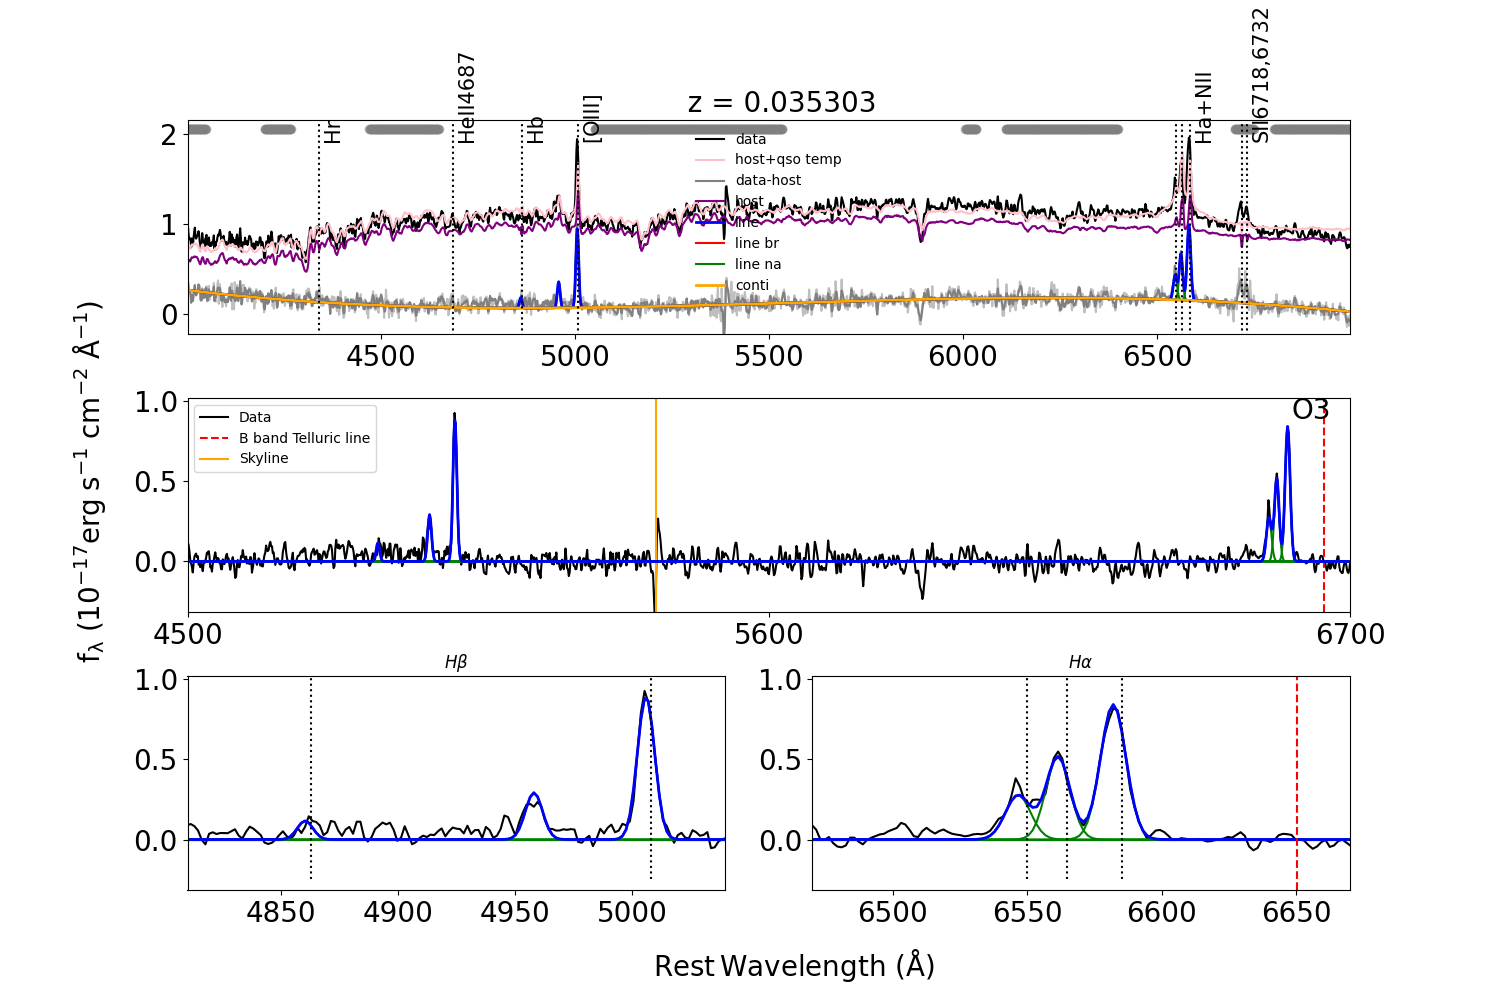 z = 0.035303
Hr
HeII4687
Hb
[OIII]
Ha+NII
SII6718,6732
data
host+qso temp
data-host
host
line
line br
line na
conti
2
1
0
4500 5000 5500 6000 6500
fλ (10−17erg s−1 cm−2 Å−1)
Data
B band Telluric line
Skyline
O3
1.0
0.5
0.0
4500 5600 6700
Hβ
1.0
0.5
0.0
4850 4900 4950 5000
Hα
1.0
0.5
0.0
6500 6550 6600 6650
Rest Wavelength (Å)